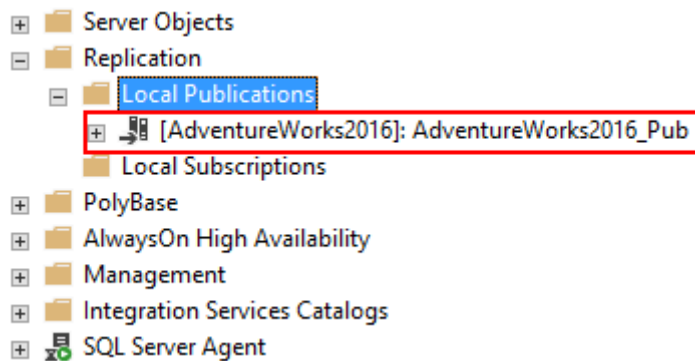 Server Objects
Replication
Local Publications
[AdventureWorks2016]: AdventureWorks2016_Pub
Local Subscriptions
PolyBase
AlwaysOn High Availability
Management
Integration Services Catalogs
SQL Server Agent